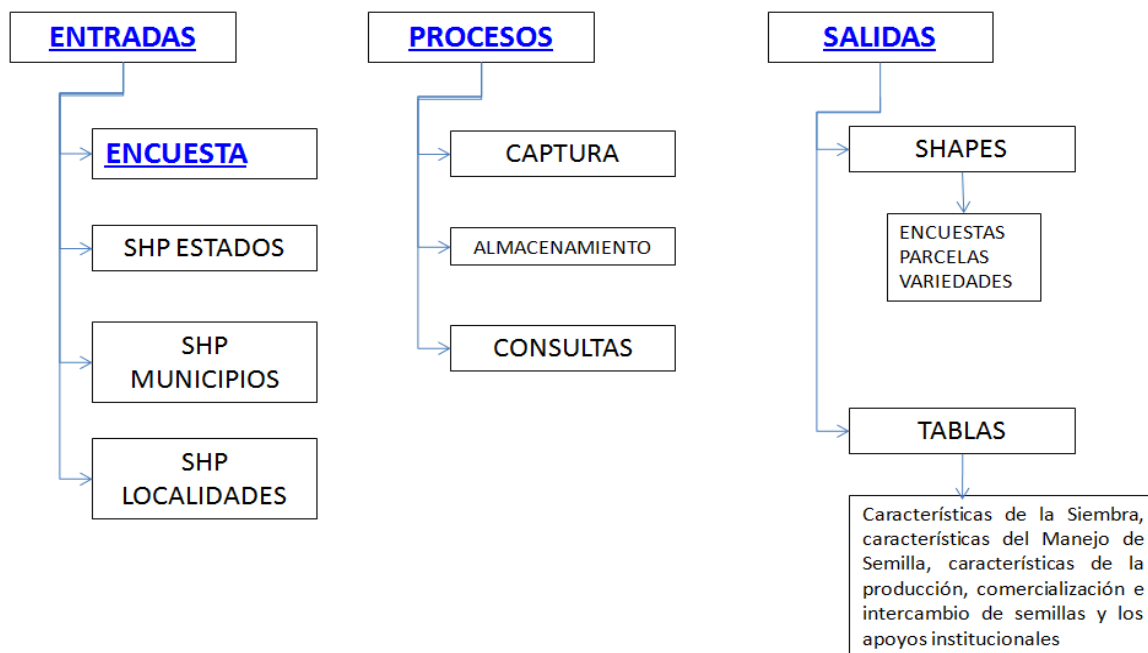 ENTRADAS
ENCUESTA
SHP ESTADOS
SHP
MUNICIPIOS
SHP
LOCALIDADES
PROCESOS
CAPTURA
ALMACENAMIENTO
CONSULTAS
SALIDAS
SHAPES
ENCUESTAS
PARCELAS
VARIEDADES
TABLAS
Características de la Siembra,
características del Manejo de
Semilla, características de la
producción, comercialización e
intercambio de semillas y los
apoyos institucionales